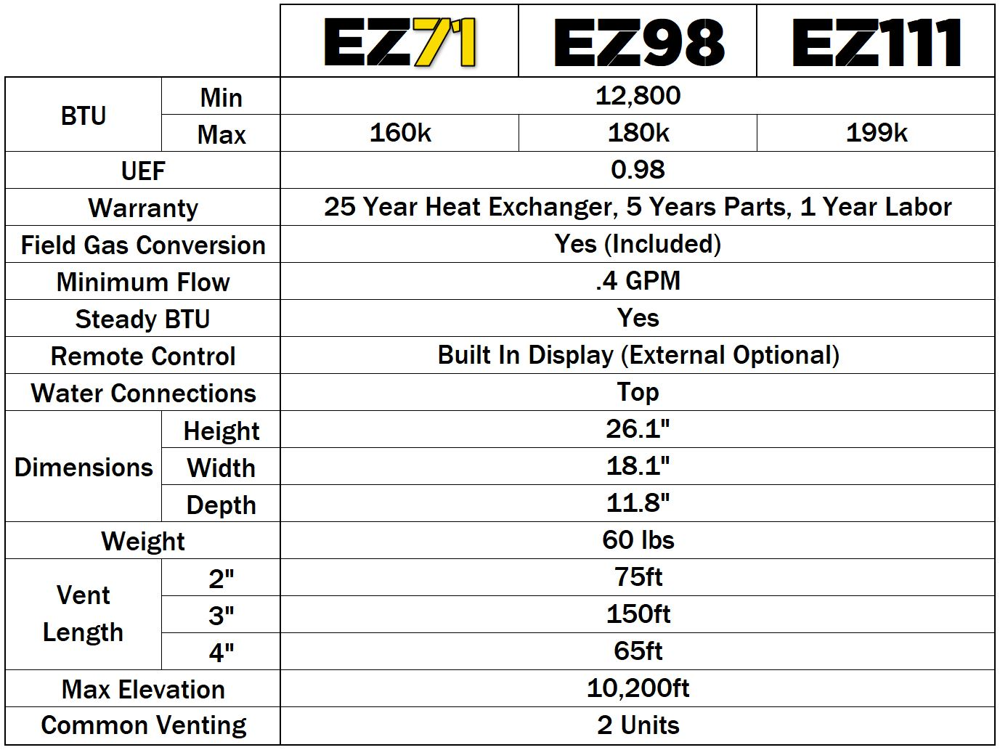 EZ71 EZ98 EZ111
BTU Min 12,800
Max 160k 180k 199k
UEF 0.98
Warranty 25 Year Heat Exchanger, 5 Years Parts, 1 Year Labor
Field Gas Conversion Yes (Included)
Minimum Flow .4 GPM
Steady BTU Yes
Remote Control Built In Display (External Optional)
Water Connections Top
Dimensions Height 26.1"
Width 18.1"
Depth 11.8"
Weight 60 lbs
Vent Length 2" 75ft
3" 150ft
4" 65ft
Max Elevation 10,200ft
Common Venting 2 Units